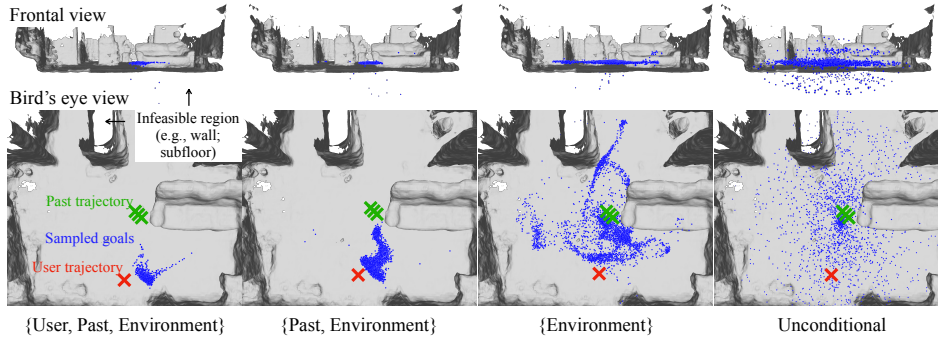 Frontal view
Bird's eye view
Infeasible region
(e.g., wall;
subfloor)
Past trajectory
Sampled goals
User trajectory
{User, Past, Environment}
{Past, Environment}
{Environment}
Unconditional